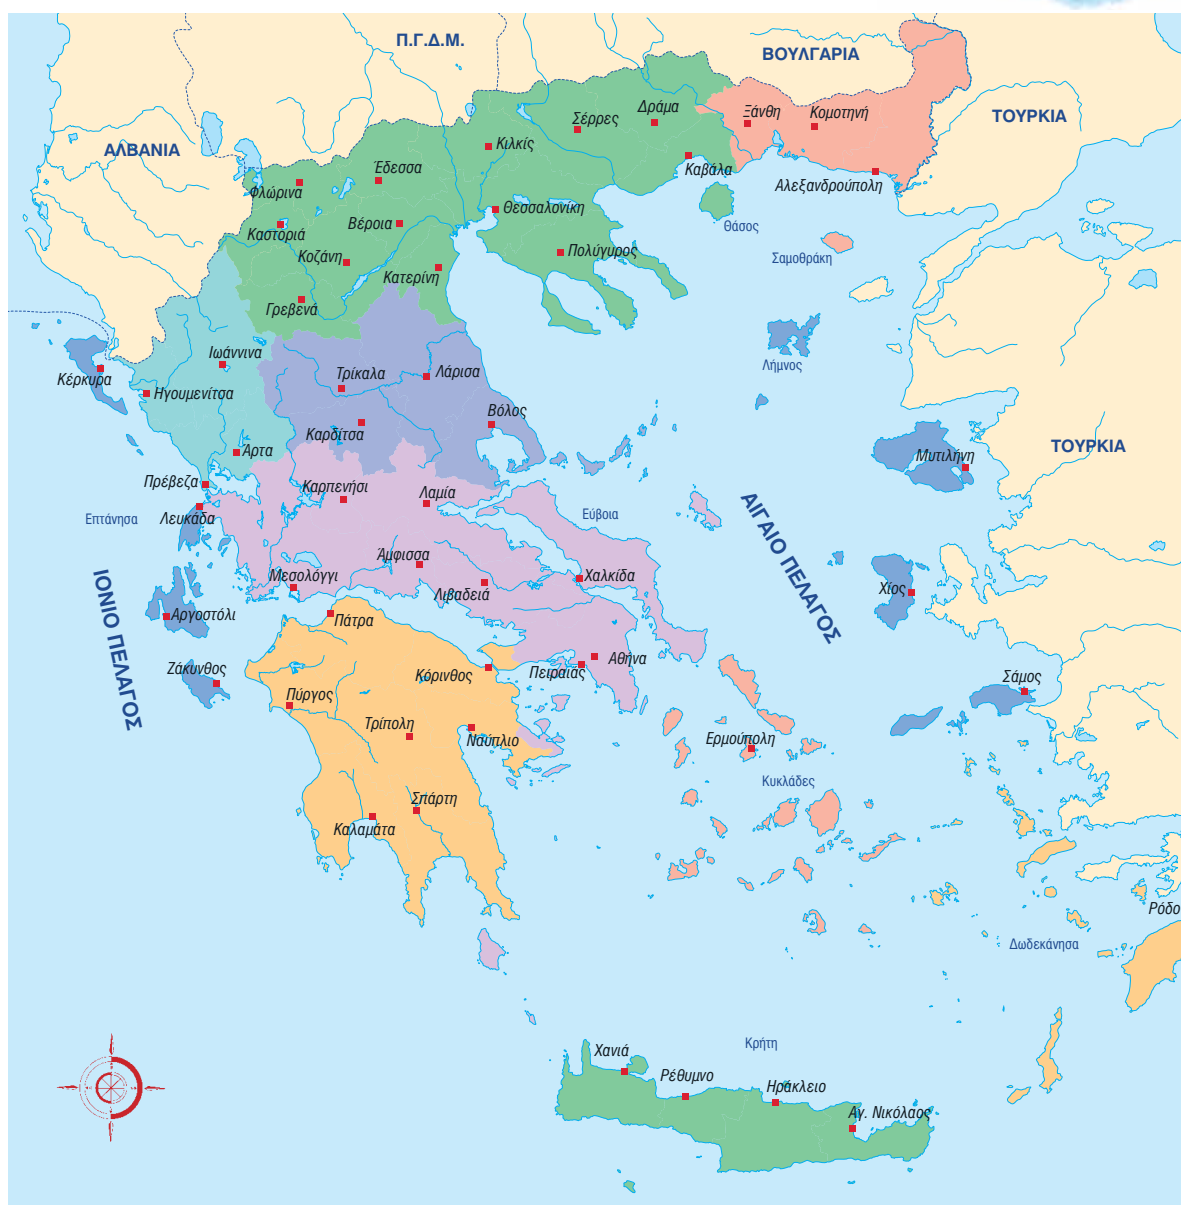 Π.Γ.Δ.Μ.
ΒΟΥΛΓΑΡΙΑ
ΤΟΥΡΚΙΑ
ΑΛΒΑΝΙΑ
Ξάνθη
Κομοτηνή
Δράμα
Σέρρες
Κιλκίς
Καβάλα
Αλεξανδρούπολη
Έδεσσα
Φλώρινα
Θεσσαλονίκη
Θάσος
Καστοριά
Βέροια
Πολύγυρος
Σαμοθράκη
Κοζάνη
Κατερίνη
Γρεβενά
Ιωάννινα
Λήμνος
Κέρκυρα
Ηγουμενίτσα
Τρίκαλα
Λάρισα
Βόλος
Καρδίτσα
ΤΟΥΡΚΙΑ
Άρτα
Μυτιλήνη
Πρέβεζα
Καρπενήσι
Λαμία
Επτάνησα
Λευκάδα
Εύβοια
ΑΙΓΑΙΟ ΠΕΛΑΓΟΣ
Άμφισσα
Μεσολόγγι
Λιβαδειά
Χαλκίδα
Χίος
ΙΟΝΙΟ ΠΕΛΑΓΟΣ
Αργοστόλι
Πάτρα
Ζάκυνθος
Κόρινθος
Πειραιάς
Αθήνα
Σάμος
Πύργος
Τρίπολη
Ναύπλιο
Ερμούπολη
Κυκλάδες
Σπάρτη
Καλαμάτα
Ρόδο
Δωδεκάνησα
Κρήτη
Χανιά
Ρέθυμνο
Ηράκλειο
Αγ. Νικόλαος